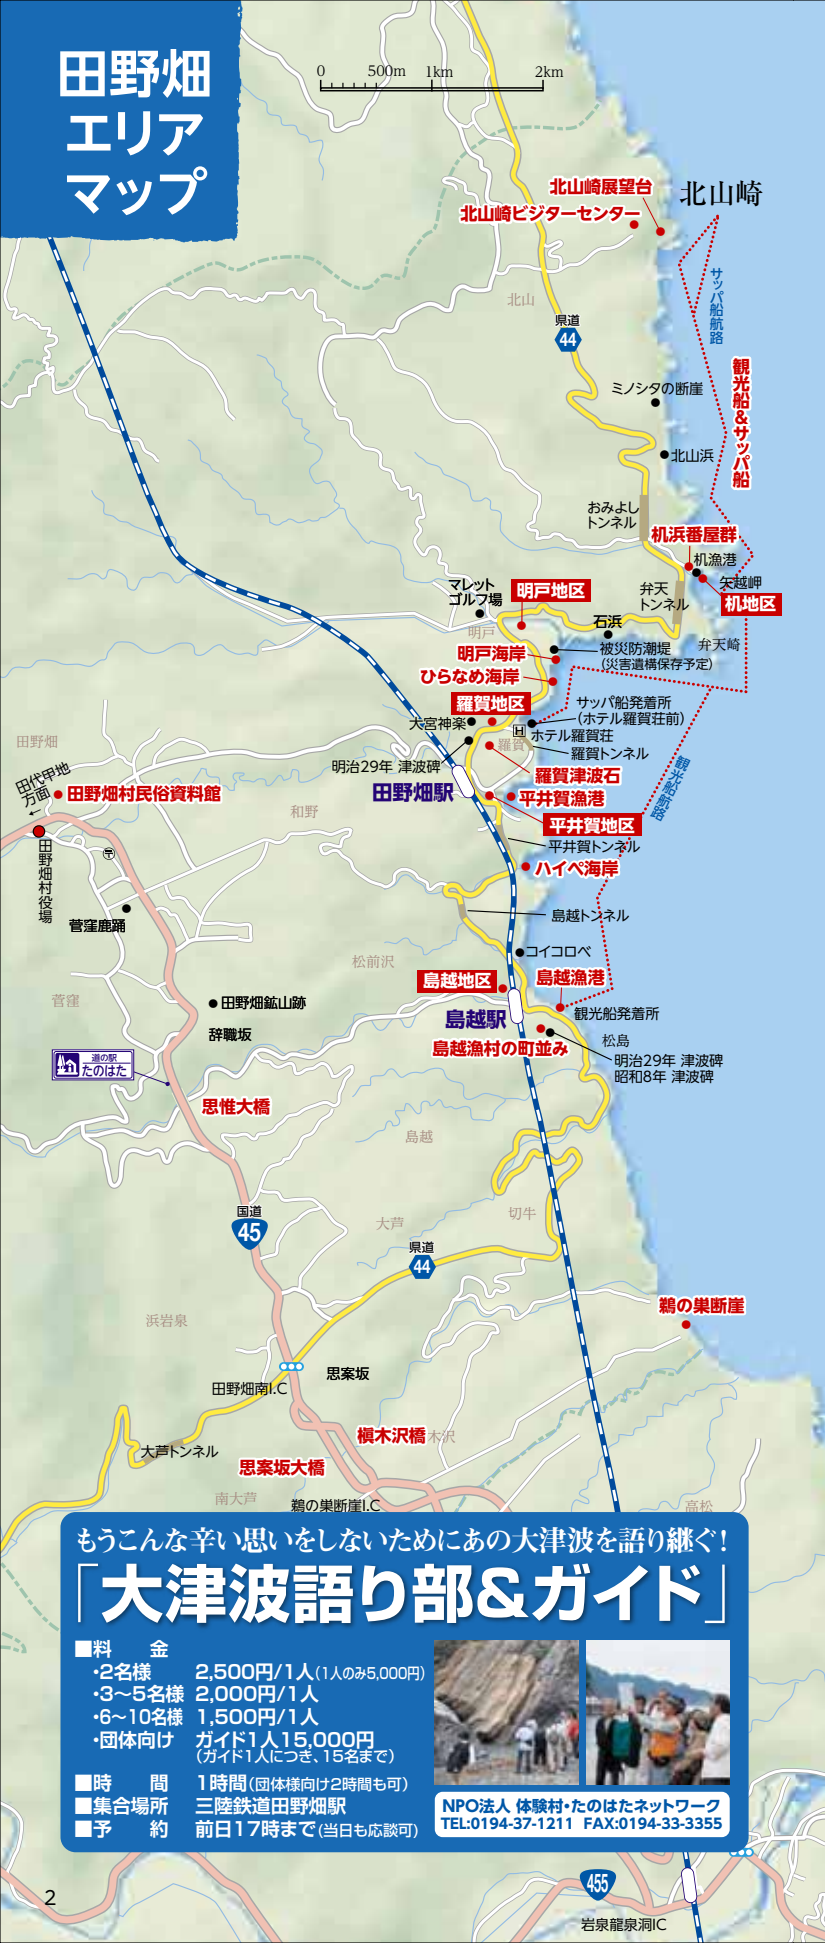 田野畑
エリア
マップ
0 500m 1km 2km
北山崎展望台
北山崎
北山崎ビジターセンター
サッパ船航路
北山
県道
44
観光船&サッパ船
ミノシタの断崖
北山浜
おみよし
トンネル
机浜番屋群
机漁港
矢越岬
机地区
弁天
トンネル
マレット
ゴルフ場
明戸地区
明戸
石浜
弁天崎
被災防潮堤
(災害遺構保存予定)
明戸海岸
ひらなめ海岸
羅賀地区
サッパ船発着所
(ホテル羅賀荘前)
大宮神楽
H
ホテル羅賀荘
羅賀
羅賀トンネル
明治29年 津波碑
観光船航路
羅賀津波石
田野畑
田代甲地
方面
田野畑村民俗資料館
田野畑駅
平井賀漁港
和野
平井賀地区
平井賀トンネル
田野畑村役場
ハイペ海岸
菅窪鹿踊
島越トンネル
コイコロベ
松前沢
島越地区
島越漁港
菅窪
田野畑鉱山跡
観光船発着所
島越駅
辞職坂
松島
島越漁村の町並み
道の駅
たのはた
明治29年 津波碑
昭和8年 津波碑
思惟大橋
島越
国道
45
大芦
切牛
県道
44
鵜の巣断崖
浜岩泉
思案坂
田野畑南I.C
槇木沢橋
木沢
大芦トンネル
思案坂大橋
南大芦
鵜の巣断崖I.C
高松
もうこんな辛い思いをしないためにあの大津波を語り継ぐ!
「大津波語り部&ガイド」
■料 金
・2名様 2,500円/1人(1人のみ5,000円)
・3〜5名様 2,000円/1人
・6〜10名様 1,500円/1人
・団体向け ガイド1人15,000円
(ガイド1人につき、15名まで)
■時 間 1時間(団体様向け2時間も可)
■集合場所 三陸鉄道田野畑駅
■予 約 前日17時まで(当日も応談可)
NPO法人 体験村・たのはたネットワーク
TEL:0194-37-1211 FAX:0194-33-3355
455
2
岩泉龍泉洞IC